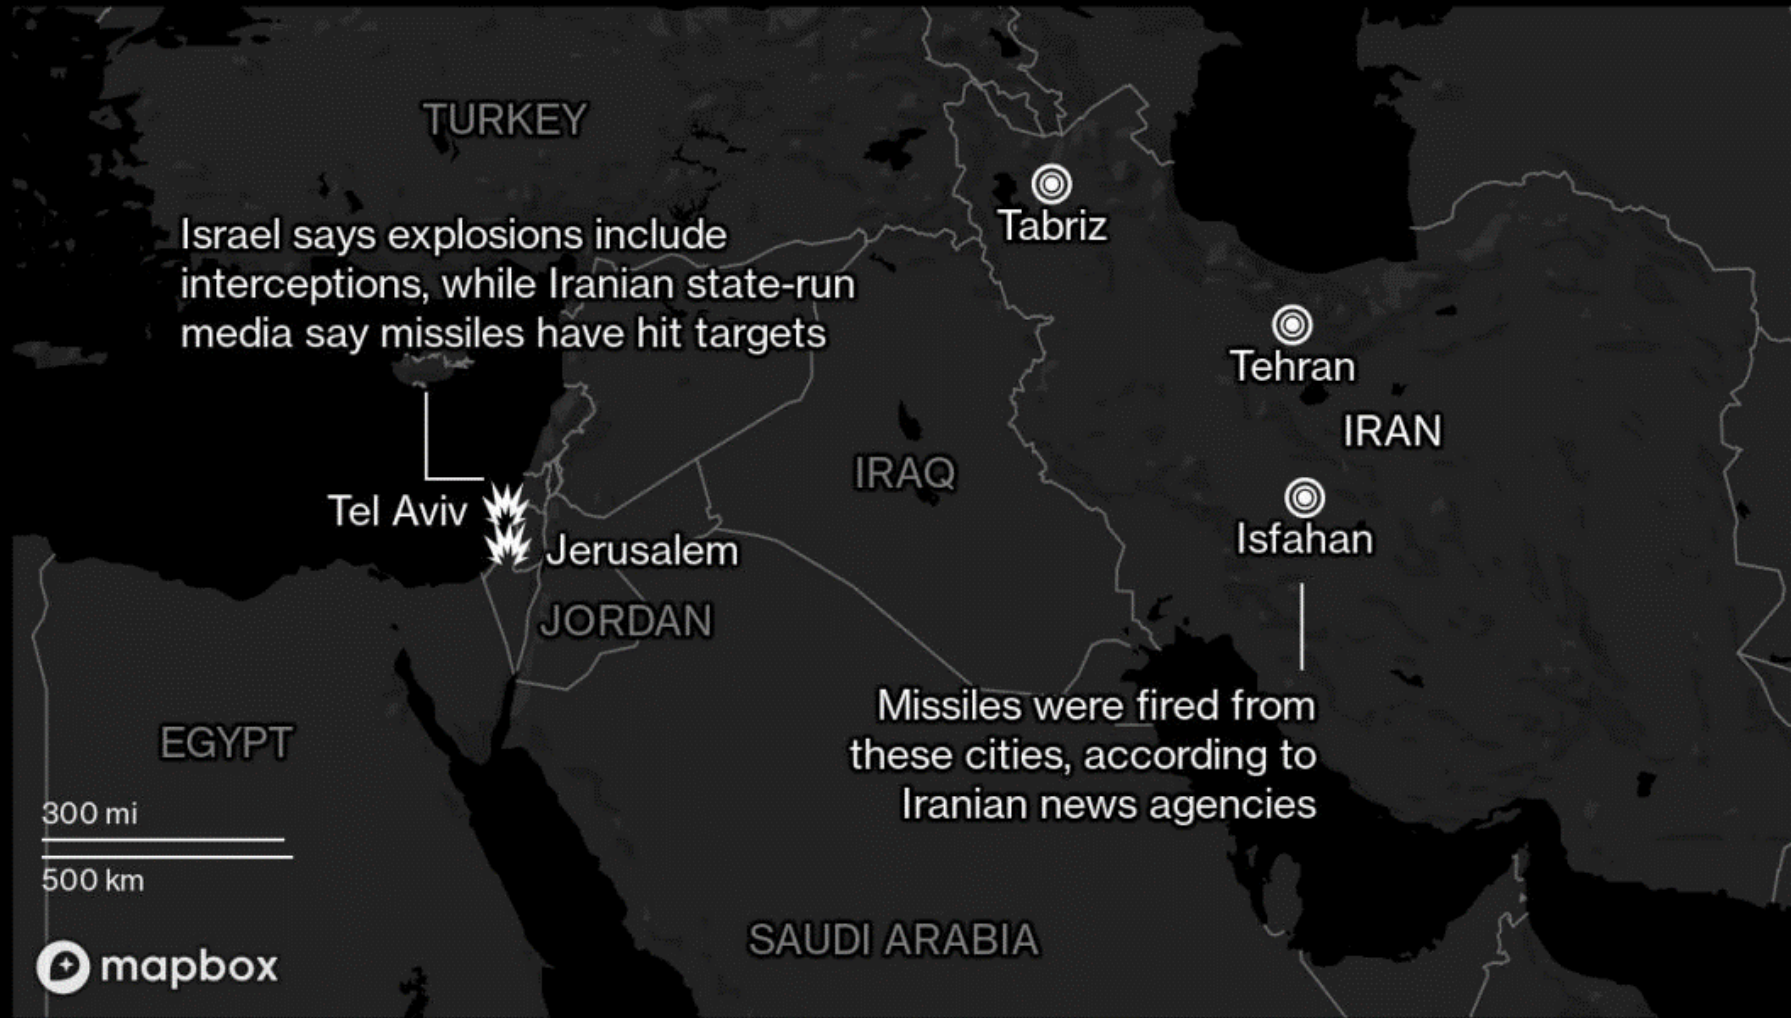 TURKEY
Tabriz
Israel says explosions include
interceptions, while Iranian state-run
media say missiles have hit targets
Tehran
IRAN
IRAQ
Tel Aviv
Isfahan
Jerusalem
JORDAN
Missiles were fired from
these cities, according to
Iranian news agencies
EGYPT
300 mi
500 km
SAUDI ARABIA
mapbox